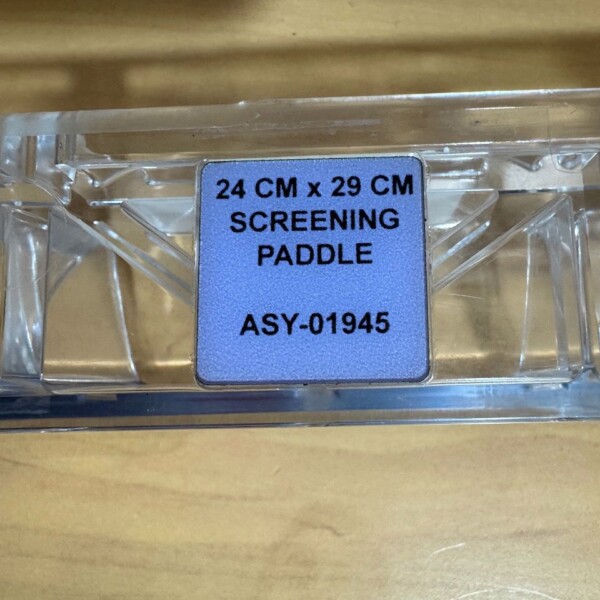 24 CM x 29 CM
SCREENING
PADDLE
ASY-01945